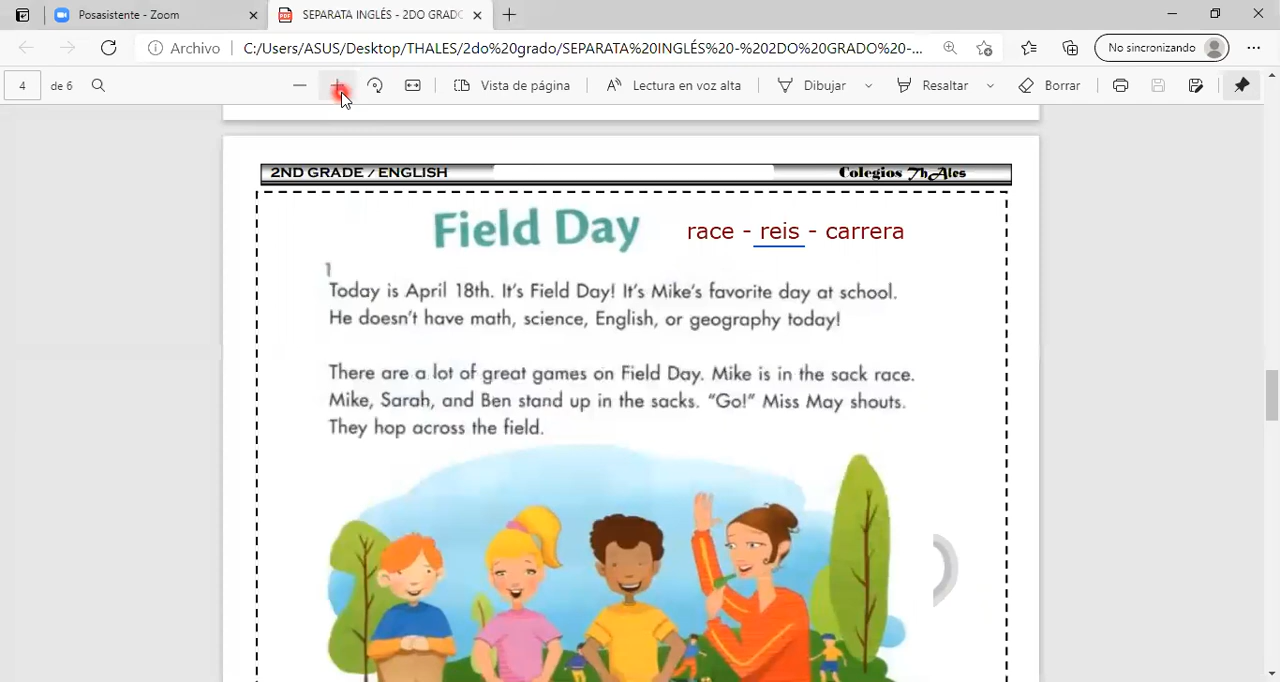 Posasistente - Zoom
SEPARATA INGLÉS - 2DO GRADO
Archivo
C:/Users/ASUS/Desktop/THALES/2do%20grado/SEPARATA%20INGLÉS%20-%202DO%20GRADO%20-...
No sincronizando
4 de 6
Vista de página
Lectura en voz alta
Dibujar
Resaltar
Borrar
2ND GRADE / ENGLISH
Colegios ThAles
Field Day
race - reis - carrera
1
Today is April 18th. It's Field Day! It's Mike's favorite day at school.
He doesn't have math, science, English, or geography today!
There are a lot of great games on Field Day. Mike is in the sack race.
Mike, Sarah, and Ben stand up in the sacks. "Go!" Miss May shouts.
They hop across the field.